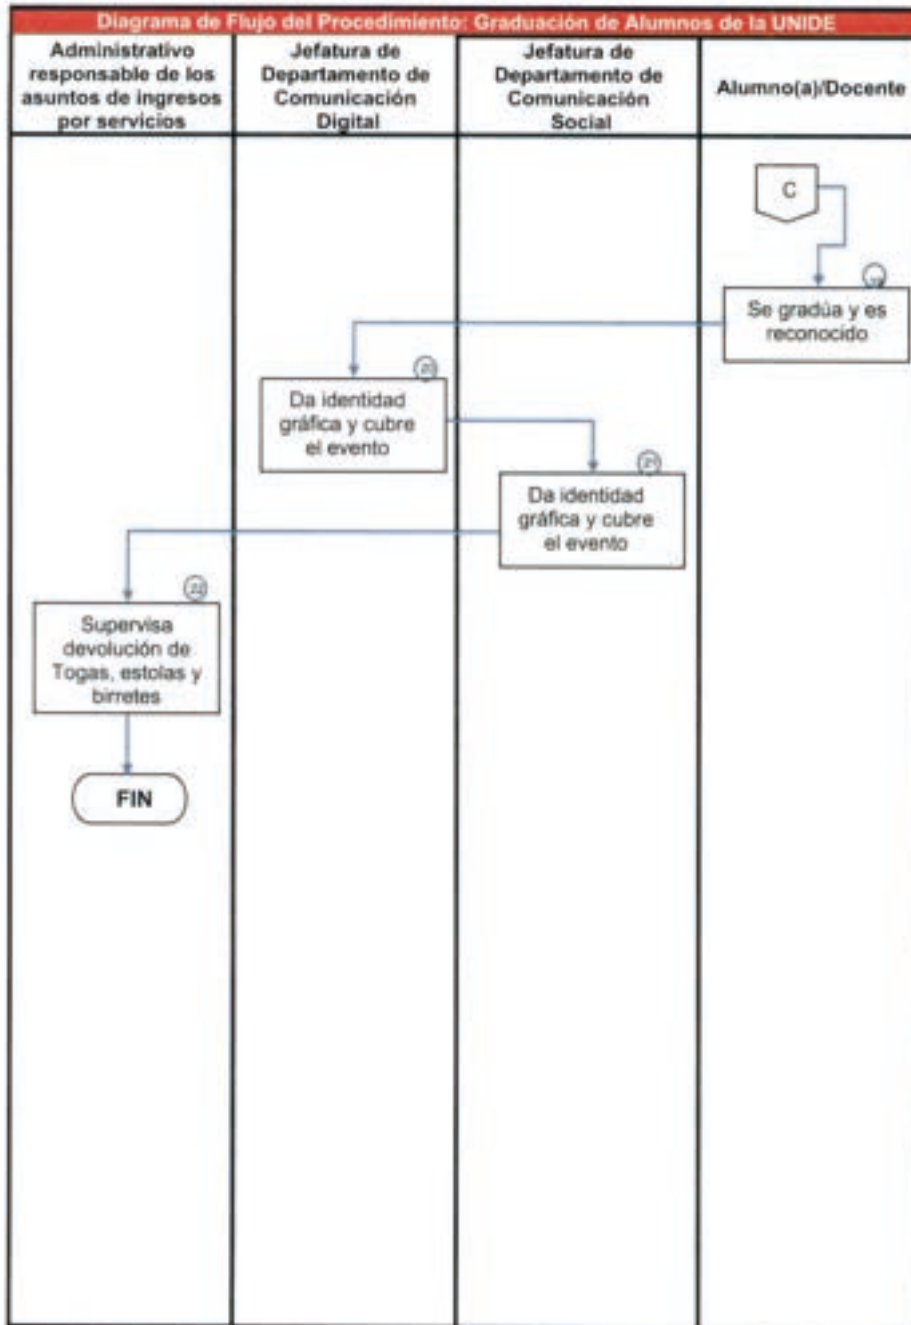 Diagrama de Flujo del Procedimiento: Graduación de Alumnos de la UNIDE
Administrativo
responsable de los
asuntos de ingresos
por servicios
Jefatura de
Departamento de
Comunicación
Digital
Jefatura de
Departamento de
Comunicación
Social
Alumno(a)/Docente
C
Se gradúa y es
reconocido
Da identidad
gráfica y cubre
el evento
21
Da identidad
gráfica y cubre
el evento
22
Supervisa
devolución de
Togas, estolas y
birretes
FIN